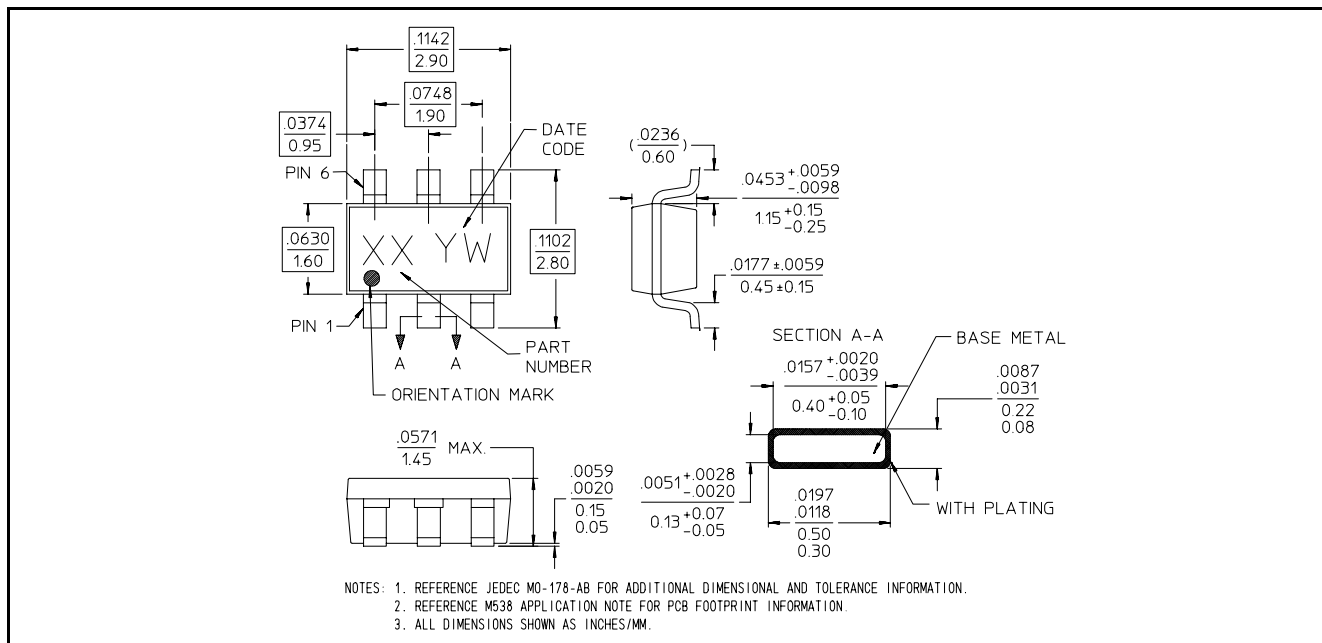 .1142
2.90
.0748
1.90
.0374
0.95
DATE
CODE
PIN 6
.0630
1.60
XX YW
.1102
2.80
PIN 1
A A
PART
NUMBER
ORIENTATION MARK
( .0236 )
0.60
.0453 +.0059
-.0098
1.15 +0.15
-0.25
.0177 ±.0059
0.45 ±0.15
SECTION A-A
BASE METAL
.0157 +.0020
-.0039
0.40 +0.05
-0.10
.0087
.0031
0.22
0.08
.0571
1.45 MAX.
.0059
.0020
0.15
0.05
.0051 +.0028
-.0020
0.13 +0.07
-0.05
.0197
.0118
0.50
0.30
WITH PLATING
NOTES: 1. REFERENCE JEDEC MO-178-AB FOR ADDITIONAL DIMENSIONAL AND TOLERANCE INFORMATION.
2. REFERENCE M538 APPLICATION NOTE FOR PCB FOOTPRINT INFORMATION.
3. ALL DIMENSIONS SHOWN AS INCHES/MM.